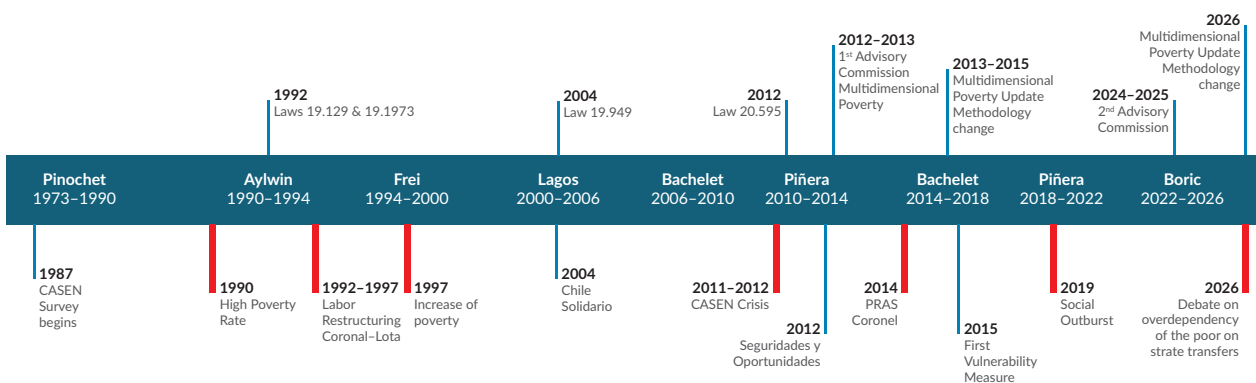 1992
Laws 19.129 & 19.1973
2004
Law 19.949
2012
Law 20.595
2012–2013
1st Advisory
Commission
Multidimensional
Poverty
2013–2015
Multidimensional
Poverty Update
Methodology
change
2024–2025
2nd Advisory
Commission
2026
Multidimensional
Poverty Update
Methodology
change
Pinochet
1973–1990
Aylwin
1990–1994
Frei
1994–2000
Lagos
2000–2006
Bachelet
2006–2010
Piñera
2010–2014
Bachelet
2014–2018
Piñera
2018–2022
Boric
2022–2026
1987
CASEN
Survey
begins
1990
High Poverty
Rate
1992–1997
Labor
Restructuring
Coronal–Lota
1997
Increase of
poverty
2004
Chile
Solidario
2011–2012
CASEN Crisis
2012
Seguridades y
Oportunidades
2014
PRAS
Coronel
2015
First
Vulnerability
Measure
2019
Social
Outburst
2026
Debate on
overdependency
of the poor on
strate transfers